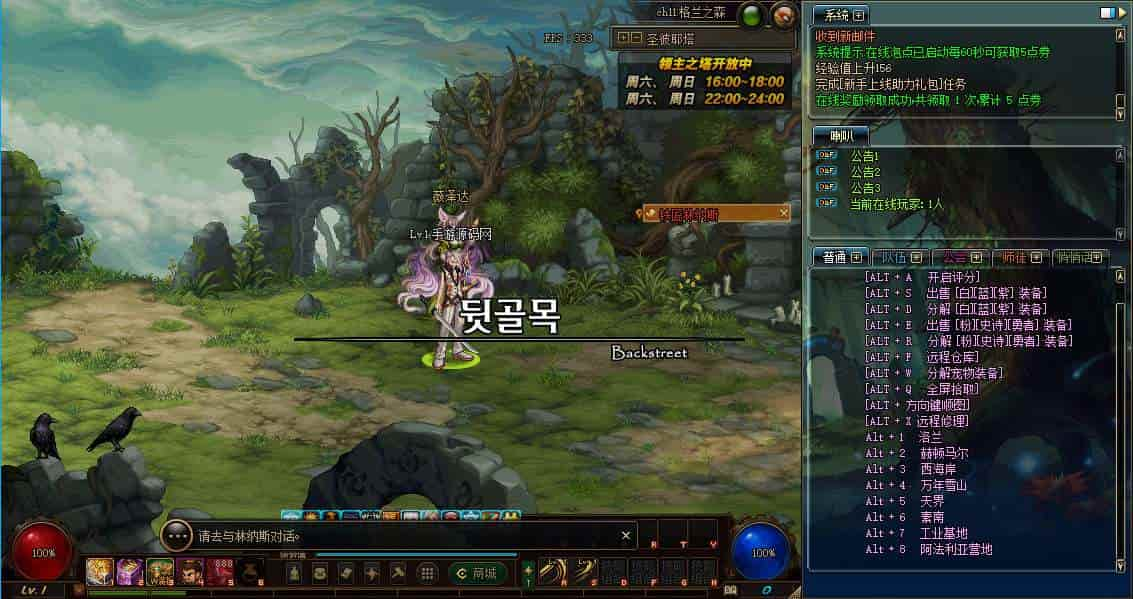 ch11.格兰之森
FPS : 333
圣彼耶塔
领主之塔开放中
周六、周日 16:00~18:00
周六、周日 22:00~24:00
薇泽达
Lv1.手游源码网
转层林纳斯
뒷골목
Backstreet
请去与林纳斯对话。
100%
100%
商城
Lv. 1
0
系统
收到新邮件
系统提示:在线泡点已启动每60秒可获取5点券
经验值上升156
完成[新手上线助力礼包]任务
在线奖励领取成功,共领取 1 次,累计 5 点券
喇叭
公告1
公告2
公告3
当前在线玩家: 1人
普通 队伍 公会 师徒 悄悄话
[ALT + A 开启评分]
[ALT + S 出售 [白][蓝][紫] 装备]
[ALT + D 分解 [白][蓝][紫] 装备]
[ALT + E 出售 [粉][史诗][勇者] 装备]
[ALT + R 分解 [粉][史诗][勇者] 装备]
[ALT + F 远程仓库]
[ALT + W 分解宠物装备]
[ALT + Q 全屏拾取]
[ALT + 方向键顺图]
[ALT + X 远程修理]
Alt + 1 洛兰
Alt + 2 赫顿马尔
Alt + 3 西海岸
Alt + 4 万年雪山
Alt + 5 天界
Alt + 6 素南
Alt + 7 工业基地
Alt + 8 阿法利亚营地